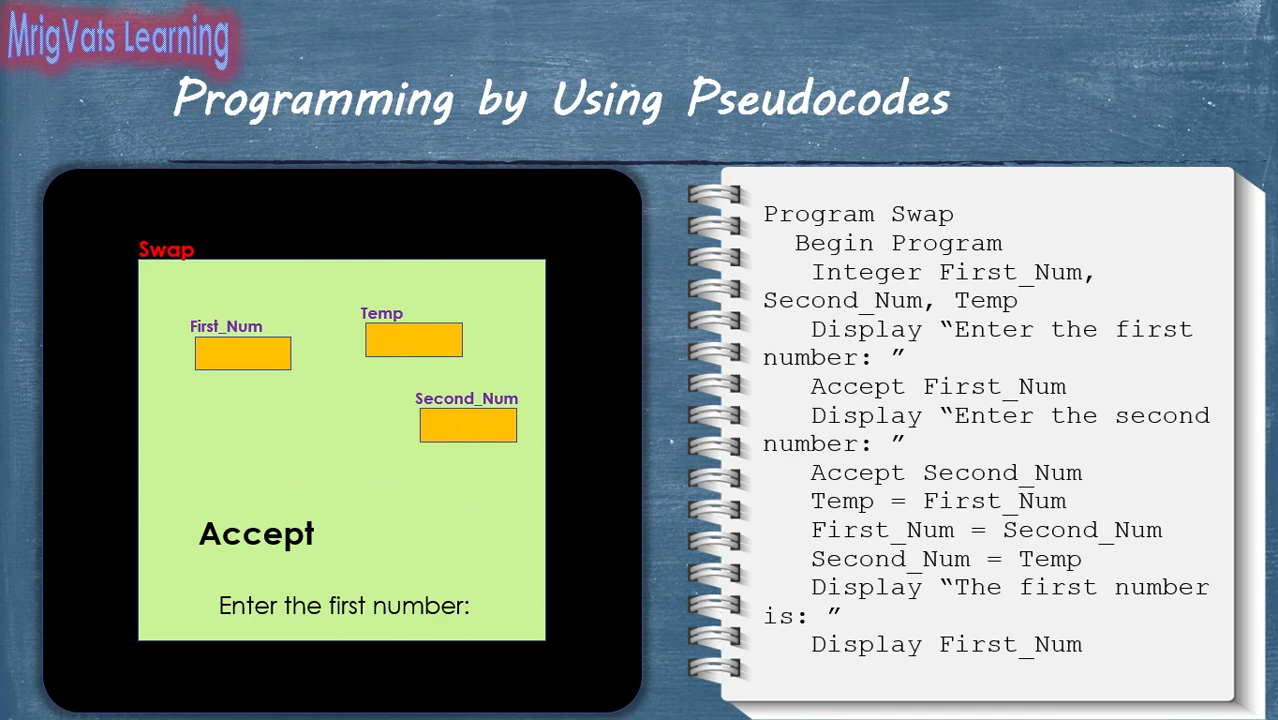 MrigVats Learning
Programming by Using Pseudocodes
Swap
First_Num
Temp
Second_Num
Accept
Enter the first number:
Program Swap
Begin Program
Integer First_Num,
Second_Num, Temp
Display “Enter the first
number: ”
Accept First_Num
Display “Enter the second
number: ”
Accept Second_Num
Temp = First_Num
First_Num = Second_Num
Second_Num = Temp
Display “The first number
is: ”
Display First_Num